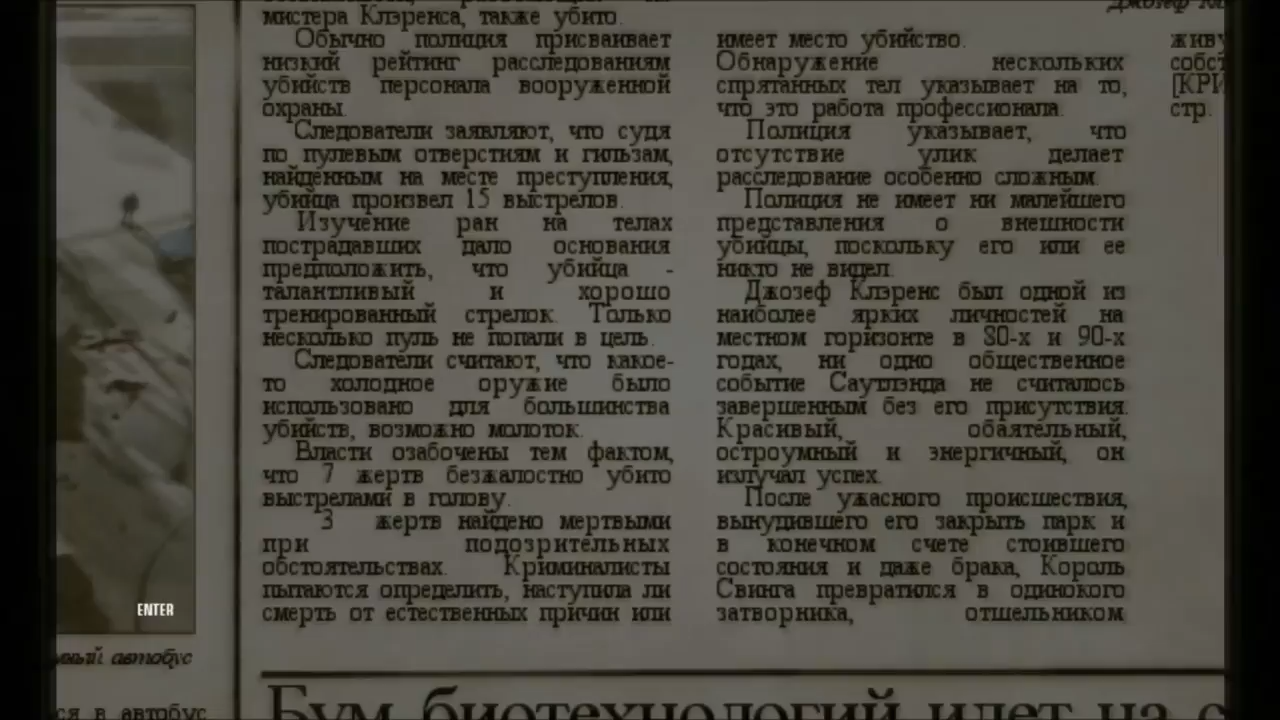 мистера Клэренса, также убито.
Обычно полиция присваивает
низкий рейтинг расследованиям
убийств персонала вооруженной
охраны.
Следователи заявляют, что судя
по пулевым отверстиям и гильзам,
найденным на месте преступления,
убийца произвел 15 выстрелов.
Изучение ран на телах
пострадавших дало основания
предположить, что убийца -
талантливый и хорошо
тренированный стрелок. Только
несколько пуль не попали в цель.
Следователи считают, что какое-
то холодное оружие было
использовано для большинства
убийств, возможно молоток.
Власти озабочены тем фактом,
что 7 жертв безжалостно убито
выстрелами в голову.
3 жертв найдено мертвыми
при подозрительных
обстоятельствах. Криминалисты
пытаются определить, наступила ли
смерть от естественных причин или
имеет место убийство.
Обнаружение нескольких
спрятанных тел указывает на то,
что это работа профессионала.
Полиция указывает, что
отсутствие улик делает
расследование особенно сложным.
Полиция не имеет ни малейшего
представления о внешности
убийцы, поскольку его или ее
никто не видел.
Джозеф Клэренс был одной из
наиболее ярких личностей на
местном горизонте в 80-х и 90-х
годах, ни одно общественное
событие Саутлэнда не считалось
завершенным без его присутствия.
Красивый, обаятельный,
остроумный и энергичный, он
излучал успех.
После ужасного происшествия,
вынудившего его закрыть парк и
в конечном счете стоившего
состояния и даже брака, Король
Свинга превратился в одинокого
затворника, отшельником
Джозеф
стр.
ENTER
автобус
в автобус
Бум биотехнологий идет на